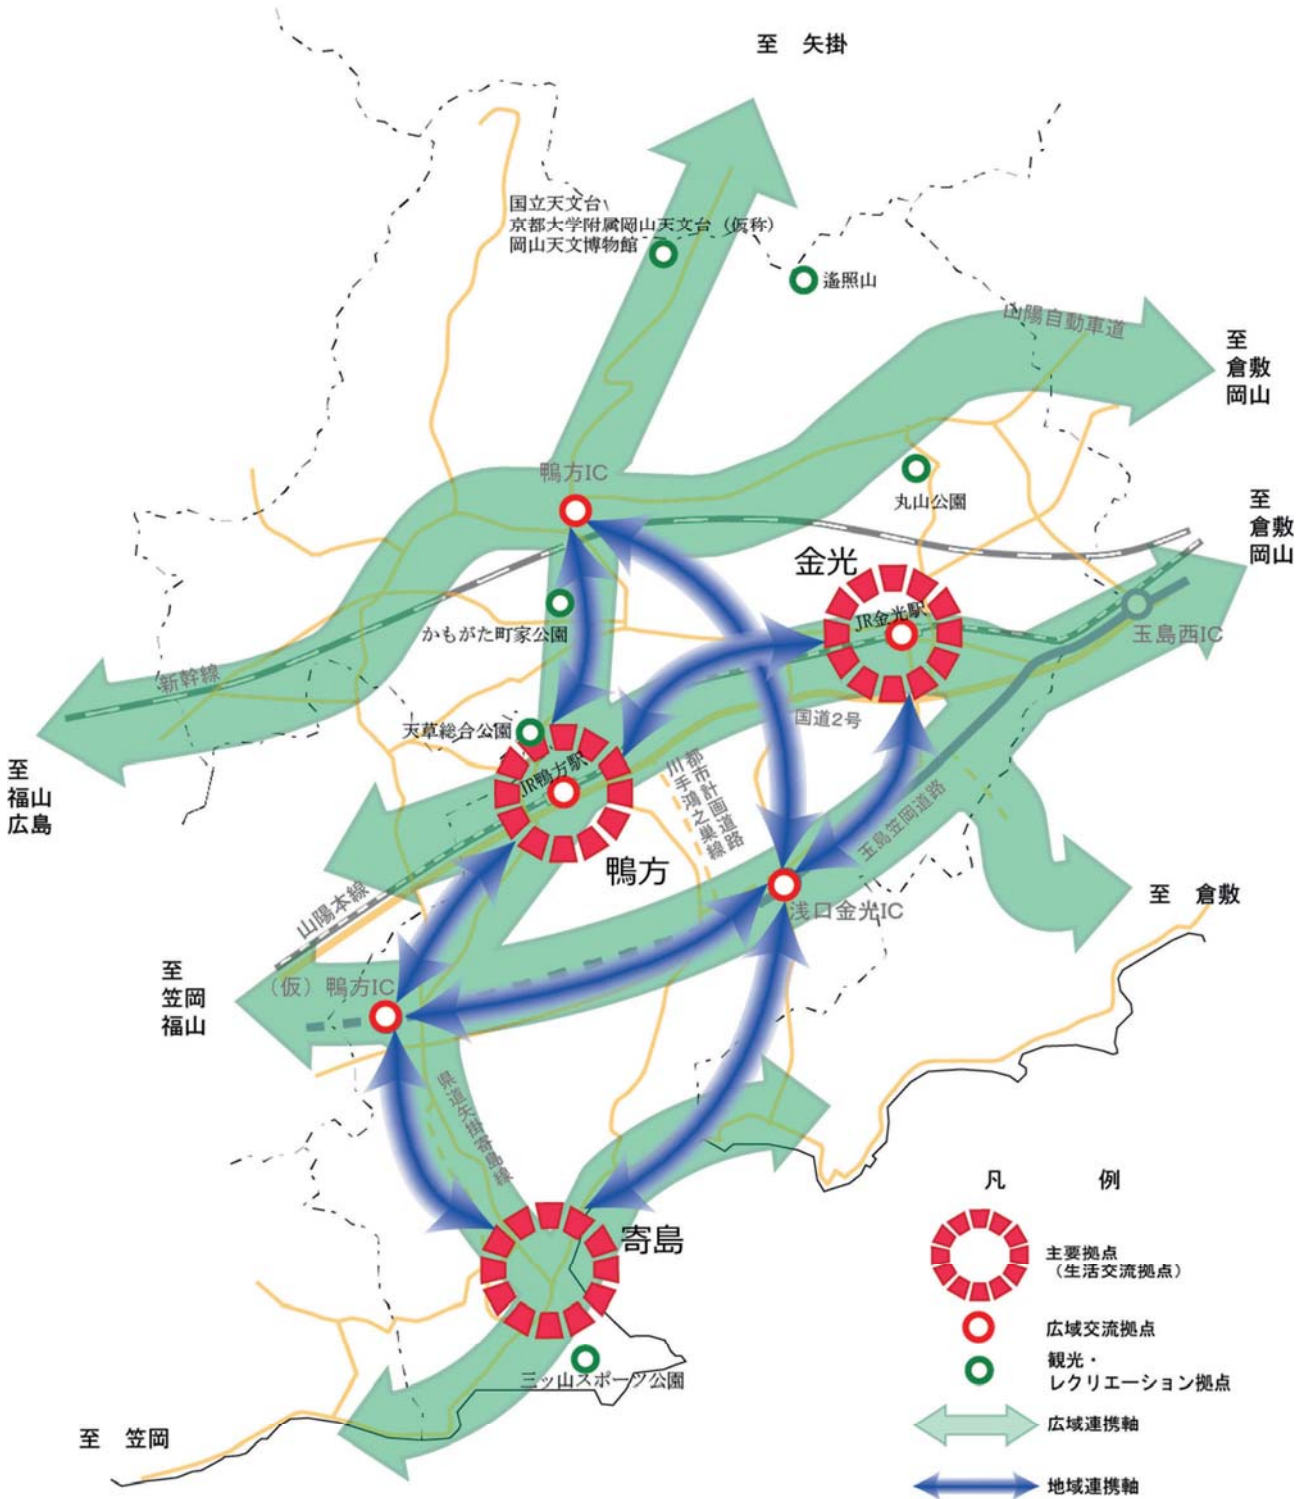 至　矢掛
国立天文台
京都大学附属岡山天文台（仮称）
岡山天文博物館
遙照山
山陽自動車道
至
倉敷
岡山
鴨方IC
丸山公園
至
倉敷
岡山
金光
JR金光駅
かもがた町家公園
玉島西IC
新幹線
天草総合公園
国道2号
JR鴨方駅
都市計画道路
川手鴻之巣線
至
福山
広島
玉島笠岡道路
鴨方
山陽本線
浅口金光IC
至　倉敷
至
笠岡
福山
（仮）鴨方IC
県道矢掛寄島線
寄島
三ッ山スポーツ公園
至　笠岡
凡　例
主要拠点
（生活交流拠点）
広域交流拠点
観光・
レクリエーション拠点
広域連携軸
地域連携軸